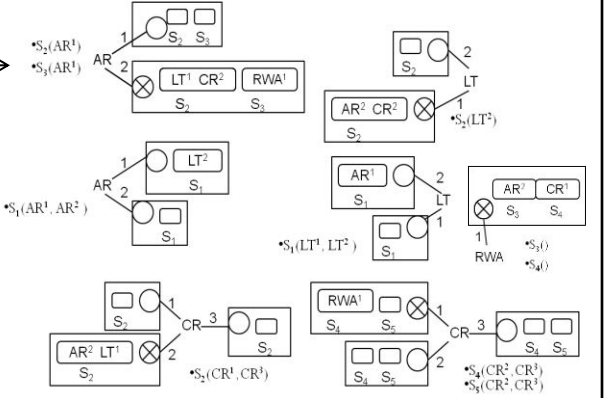 •S₂(AR¹)
•S₃(AR¹)
AR
1
2
S₂ S₃
LT¹ CR² RWA¹
S₂ S₃
S₂
2
LT
1
AR² CR²
S₂
•S₂(LT²)
AR
1
2
LT²
S₁
S₁
•S₁(AR¹, AR²)
AR¹
S₁
2
LT
1
S₁
•S₁(LT¹, LT²)
AR² CR¹
S₃ S₄
1
RWA
•S₃()
•S₄()
S₂
1
CR 3
2
S₂
AR² LT¹
S₂
•S₂(CR¹, CR³)
RWA¹
S₄ S₅
1
CR 3
2
S₄ S₅
S₄ S₅
•S₄(CR², CR³)
•S₅(CR², CR³)